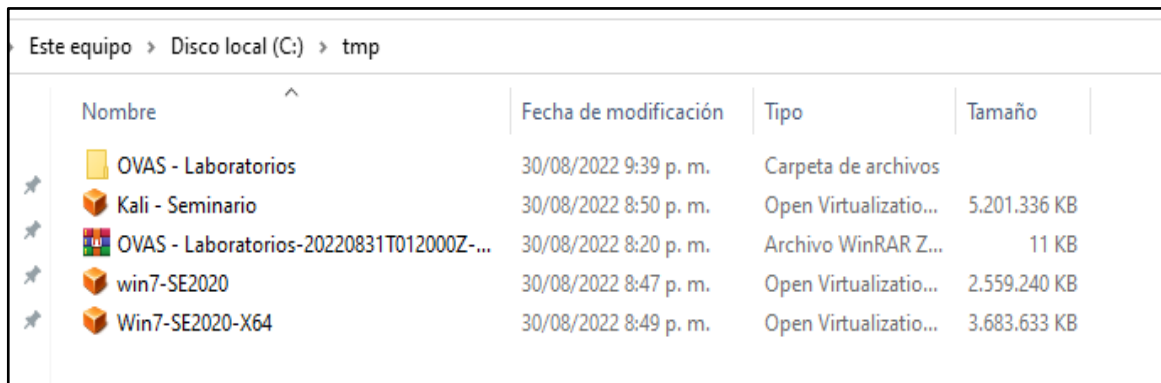 Este equipo > Disco local (C:) > tmp
Nombre Fecha de modificación Tipo Tamaño
OVAS - Laboratorios 30/08/2022 9:39 p. m. Carpeta de archivos
Kali - Seminario 30/08/2022 8:50 p. m. Open Virtualizatio... 5.201.336 KB
OVAS - Laboratorios-20220831T012000Z-... 30/08/2022 8:20 p. m. Archivo WinRAR Z... 11 KB
win7-SE2020 30/08/2022 8:47 p. m. Open Virtualizatio... 2.559.240 KB
Win7-SE2020-X64 30/08/2022 8:49 p. m. Open Virtualizatio... 3.683.633 KB